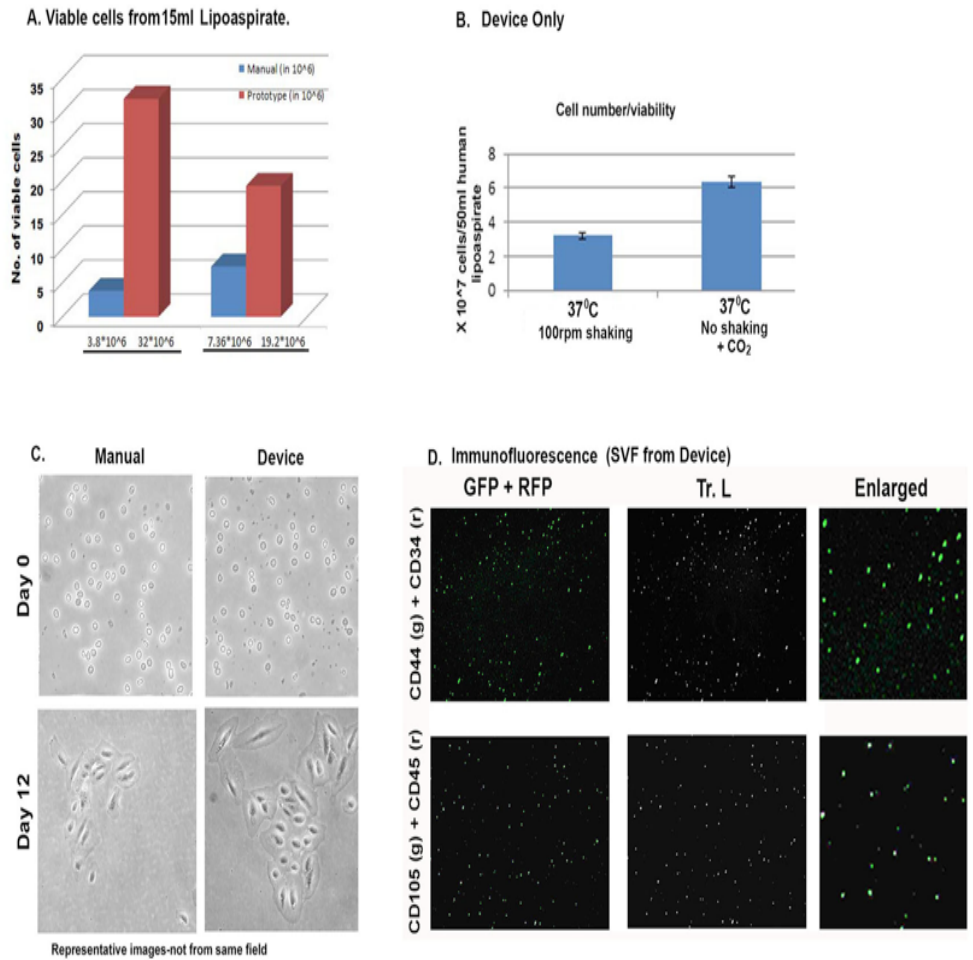 A. Viable cells from15ml Lipoaspirate.
Manual (in 10^6)
Prototype (in 10^6)
No. of viable cells
35
30
25
20
15
10
5
0
3.8*10^6 32*10^6 7.36*10^6 19.2*10^6
B. Device Only
Cell number/viability
X 10^7 cells/50ml human
lipoaspirate
8
6
4
2
0
37⁰C
100rpm shaking
37⁰C
No shaking
+ CO₂
C.
Manual Device
Day 0
Day 12
Representative images-not from same field
D. Immunofluorescence (SVF from Device)
GFP + RFP Tr. L Enlarged
CD44 (g) + CD34 (r)
CD105 (g) + CD45 (r)